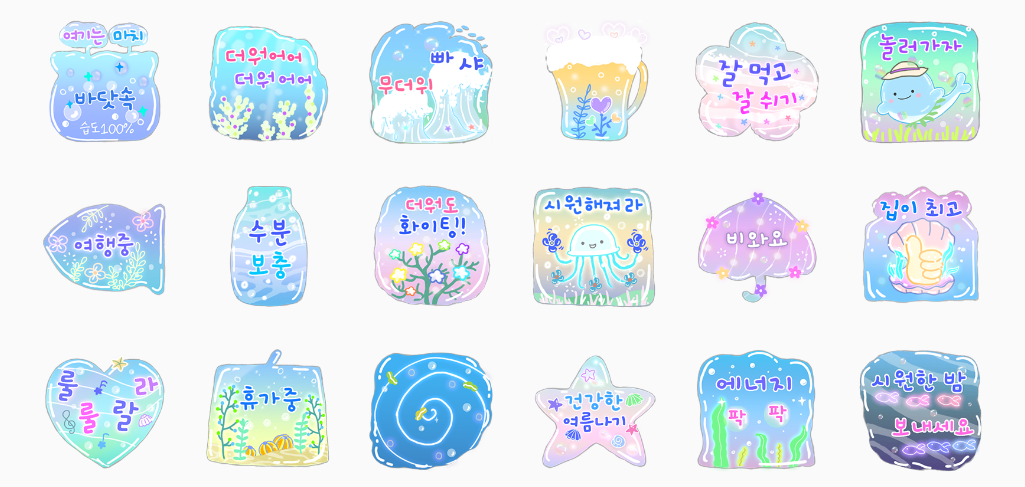 여기는 마치
바닷속
습도100%
더워어어
더워어어
빠 샤
무더위
잘 먹고
잘 쉬기
놀러가자
여행중
수분
보충
더워도
화이팅!
시원해져라
비와요
집이 최고
룰 라
룰 랄
휴가중
건강한
여름나기
에너지
팍 팍
시원한 밤
보내세요